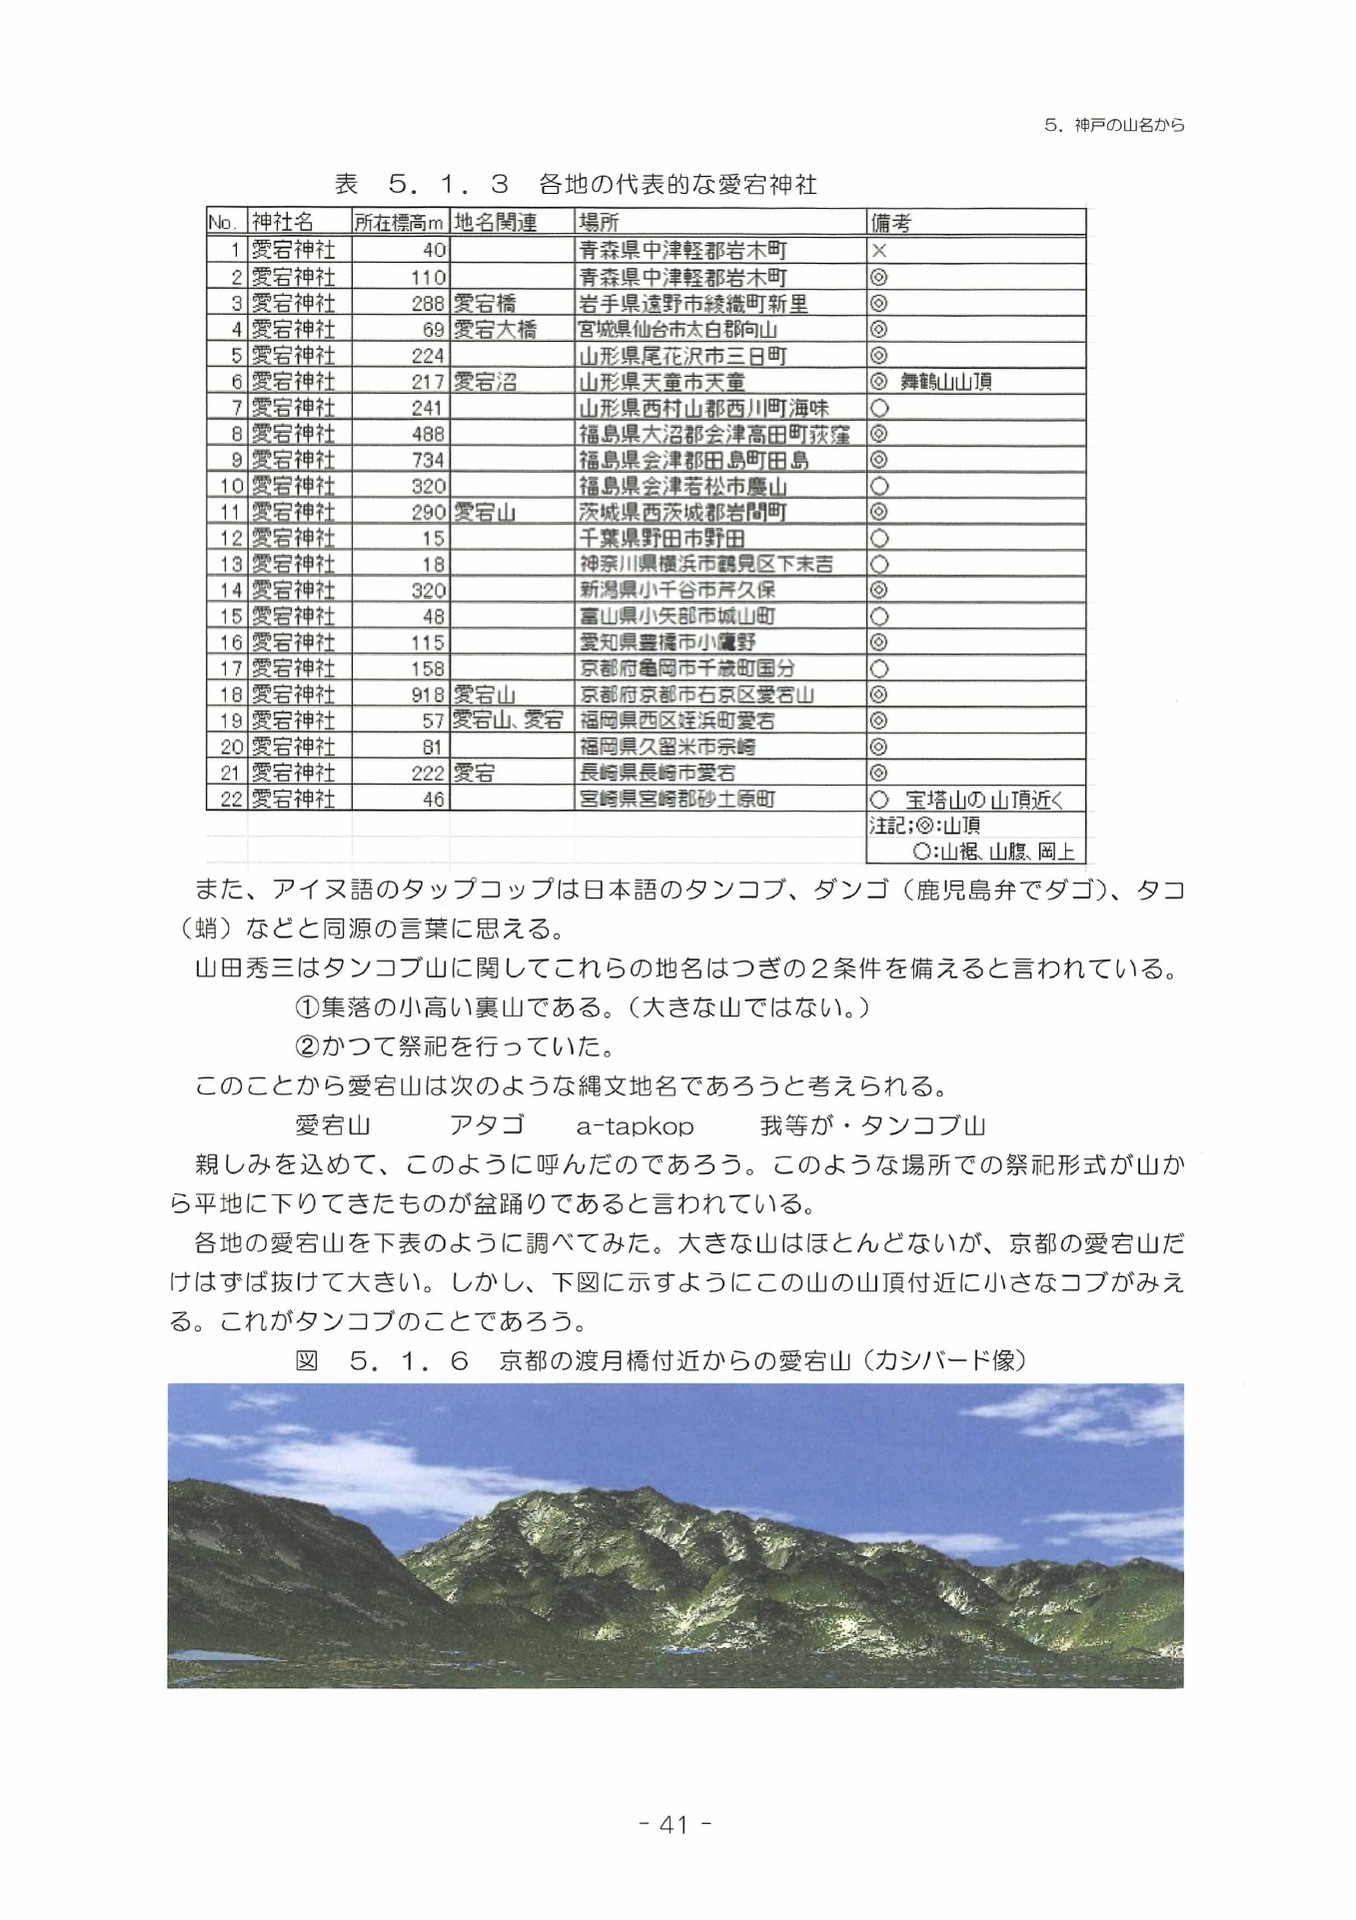 5．神戸の山名から
表　５．１．３　各地の代表的な愛宕神社
No. 神社名 所在標高m 地名関連 場所 備考
1 愛宕神社 40 青森県中津軽郡岩木町 ×
2 愛宕神社 110 青森県中津軽郡岩木町 ◎
3 愛宕神社 288 愛宕橋 岩手県遠野市綾織町新里 ◎
4 愛宕神社 69 愛宕大橋 宮城県仙台市太白郡向山 ◎
5 愛宕神社 224 山形県尾花沢市三日町 ◎
6 愛宕神社 217 愛宕沼 山形県天童市天童 ◎ 舞鶴山山頂
7 愛宕神社 241 山形県西村山郡西川町海味 ○
8 愛宕神社 488 福島県大沼郡会津高田町荻窪 ◎
9 愛宕神社 734 福島県会津郡田島町田島 ◎
10 愛宕神社 320 福島県会津若松市慶山 ○
11 愛宕神社 290 愛宕山 茨城県西茨城郡岩間町 ◎
12 愛宕神社 15 千葉県野田市野田 ○
13 愛宕神社 18 神奈川県横浜市鶴見区下末吉 ○
14 愛宕神社 320 新潟県小千谷市芹久保 ◎
15 愛宕神社 48 富山県小矢部市城山町 ○
16 愛宕神社 115 愛知県豊橋市小鷹野 ◎
17 愛宕神社 158 京都府亀岡市千歳町国分 ○
18 愛宕神社 918 愛宕山 京都府京都市右京区愛宕山 ◎
19 愛宕神社 57 愛宕山、愛宕 福岡県西区姪浜町愛宕 ◎
20 愛宕神社 81 福岡県久留米市宗崎 ◎
21 愛宕神社 222 愛宕 長崎県長崎市愛宕 ◎
22 愛宕神社 46 宮崎県宮崎郡砂土原町 ○ 宝塔山の山頂近く
注記;◎:山頂
○:山裾、山腹、岡上
また、アイヌ語のタップコップは日本語のタンコブ、ダンゴ（鹿児島弁でダゴ）、タコ
（蛸）などと同源の言葉に思える。
山田秀三はタンコブ山に関してこれらの地名はつぎの２条件を備えると言われている。
①集落の小高い裏山である。（大きな山ではない。）
②かつて祭祀を行っていた。
このことから愛宕山は次のような縄文地名であろうと考えられる。
愛宕山　アタゴ　a-tapkop　我等が・タンコブ山
親しみを込めて、このように呼んだのであろう。このような場所での祭祀形式が山か
ら平地に下りてきたものが盆踊りであると言われている。
各地の愛宕山を下表のように調べてみた。大きな山はほとんどないが、京都の愛宕山だ
けはずば抜けて大きい。しかし、下図に示すようにこの山の山頂付近に小さなコブがみえ
る。これがタンコブのことであろう。
図　５．１．６　京都の渡月橋付近からの愛宕山（カシバード像）
- 41 -